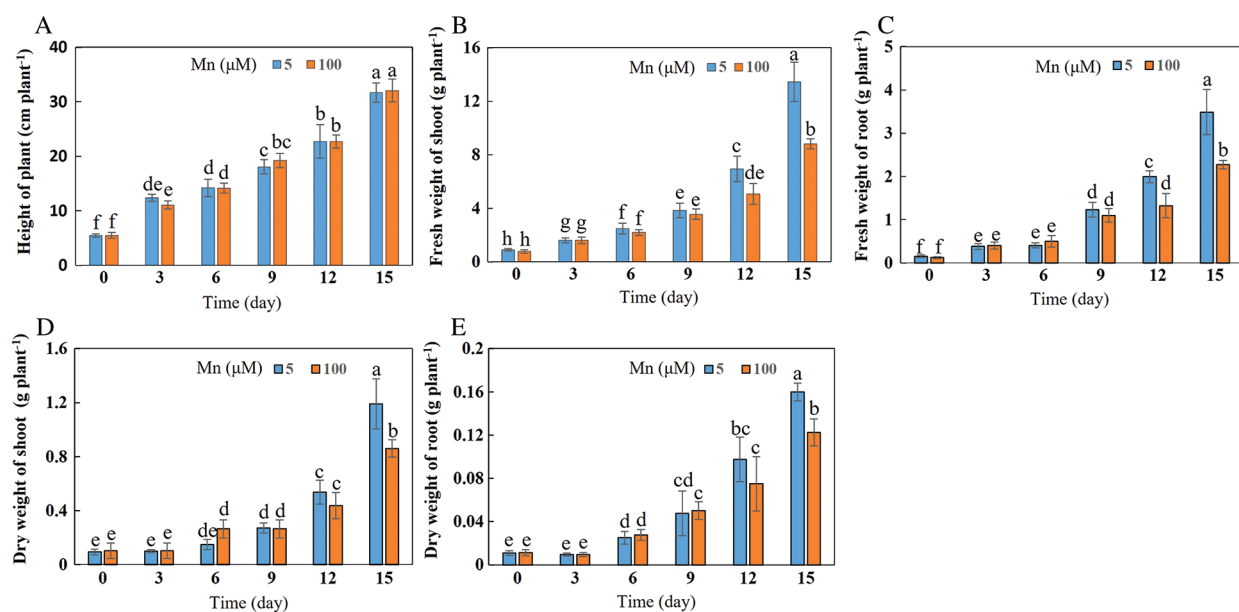 A
Height of plant (cm plant⁻¹)
40
30
20
10
0
Mn (μM) 5 100
f f de e d d c bc b b a a
0 3 6 9 12 15
Time (day)
B
Fresh weight of shoot (g plant⁻¹)
16
12
8
4
0
Mn (μM) 5 100
h h g g f f e e c de a b
0 3 6 9 12 15
Time (day)
C
Fresh weight of root (g plant⁻¹)
5
4
3
2
1
0
Mn (μM) 5 100
f f e e e e d d c d a b
0 3 6 9 12 15
Time (day)
D
Dry weight of shoot (g plant⁻¹)
1.6
1.2
0.8
0.4
0
Mn (μM) 5 100
e e e e de d d d c c a b
0 3 6 9 12 15
Time (day)
E
Dry weight of root (g plant⁻¹)
0.2
0.16
0.12
0.08
0.04
0
Mn (μM) 5 100
e e e e d d cd c bc c a b
0 3 6 9 12 15
Time (day)